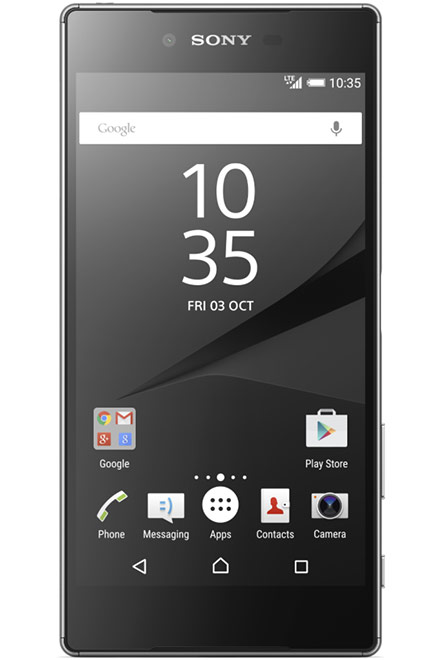 SONY
LTE 10:35
Google
10
35
FRI 03 OCT
Google
Play Store
Phone
Messaging
Apps
Contacts
Camera